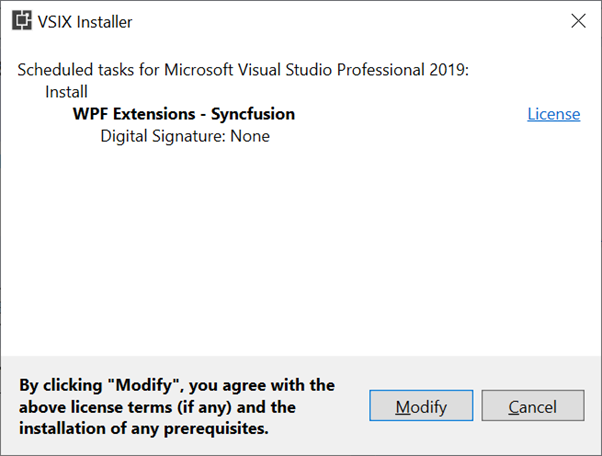 VSIX Installer
Scheduled tasks for Microsoft Visual Studio Professional 2019:
Install
WPF Extensions - Syncfusion License
Digital Signature: None
By clicking "Modify", you agree with the
above license terms (if any) and the
installation of any prerequisites.
Modify Cancel